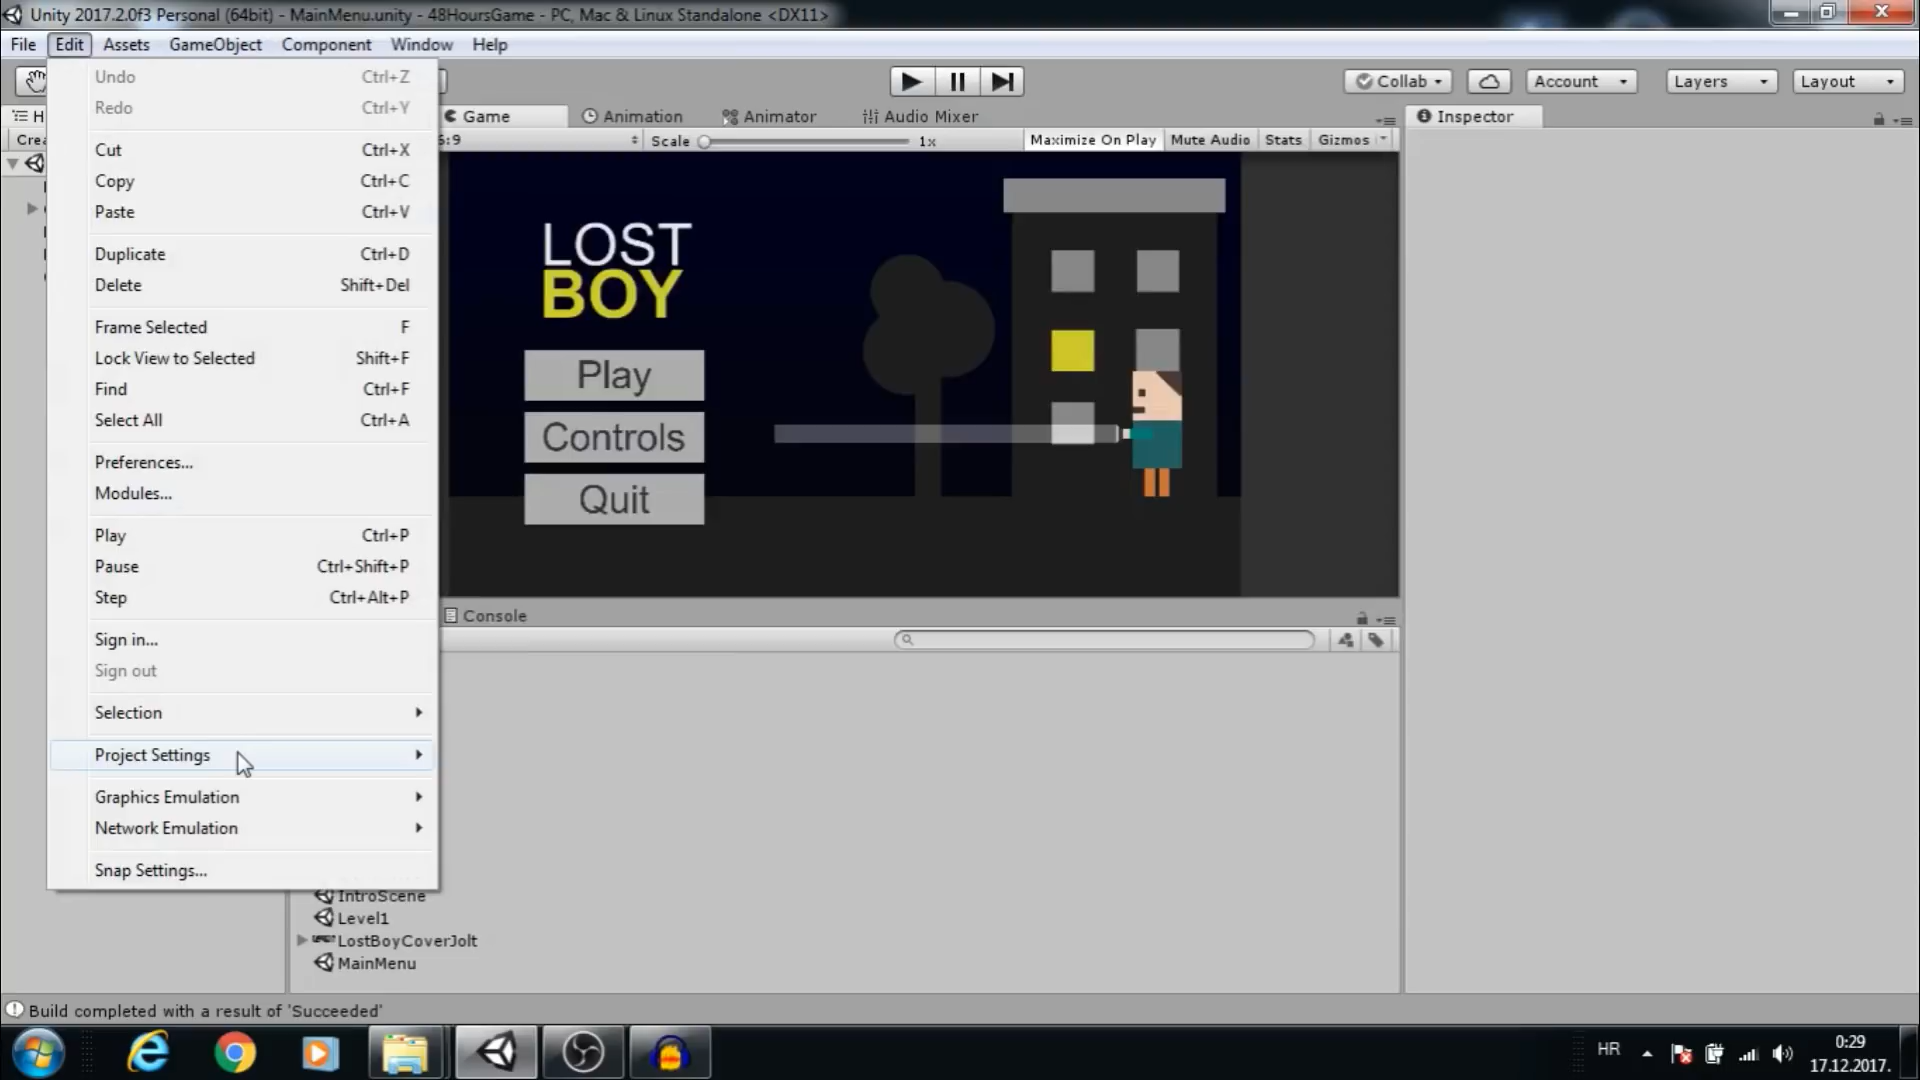 Unity 2017.2.0f3 Personal (64bit) - MainMenu.unity - 48HoursGame - PC, Mac & Linux Standalone <DX11>
File Edit Assets GameObject Component Window Help
Collab Account Layers Layout
Undo Ctrl+Z
Redo Ctrl+Y
Cut Ctrl+X
Copy Ctrl+C
Paste Ctrl+V
Duplicate Ctrl+D
Delete Shift+Del
Frame Selected F
Lock View to Selected Shift+F
Find Ctrl+F
Select All Ctrl+A
Preferences...
Modules...
Play Ctrl+P
Pause Ctrl+Shift+P
Step Ctrl+Alt+P
Sign in...
Sign out
Selection
Project Settings
Graphics Emulation
Network Emulation
Snap Settings...
Game Animation Animator Audio Mixer
:9 Scale 1x Maximize On Play Mute Audio Stats Gizmos
LOST
BOY
Play
Controls
Quit
Inspector
Console
IntroScene
Level1
LostBoyCoverJolt
MainMenu
Build completed with a result of 'Succeeded'
HR
0:29
17.12.2017.